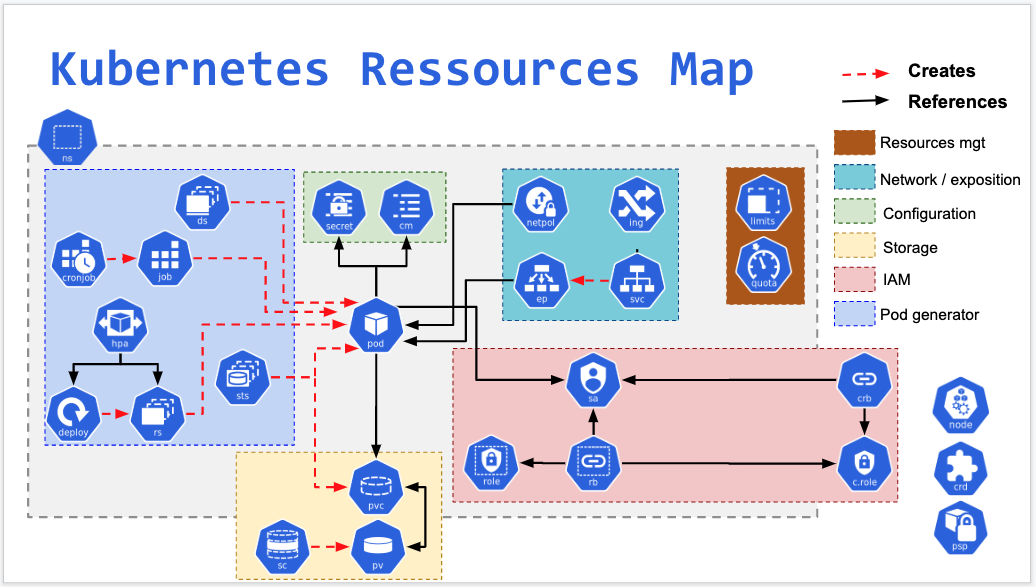 Kubernetes Ressources Map
Creates
References
Resources mgt
Network / exposition
Configuration
Storage
IAM
Pod generator
ns
ds
secret
cm
netpol
ing
limits
cronjob
job
ep
svc
quota
hpa
pod
sts
deploy
rs
sa
crb
role
rb
c.role
node
crd
psp
pvc
sc
pv